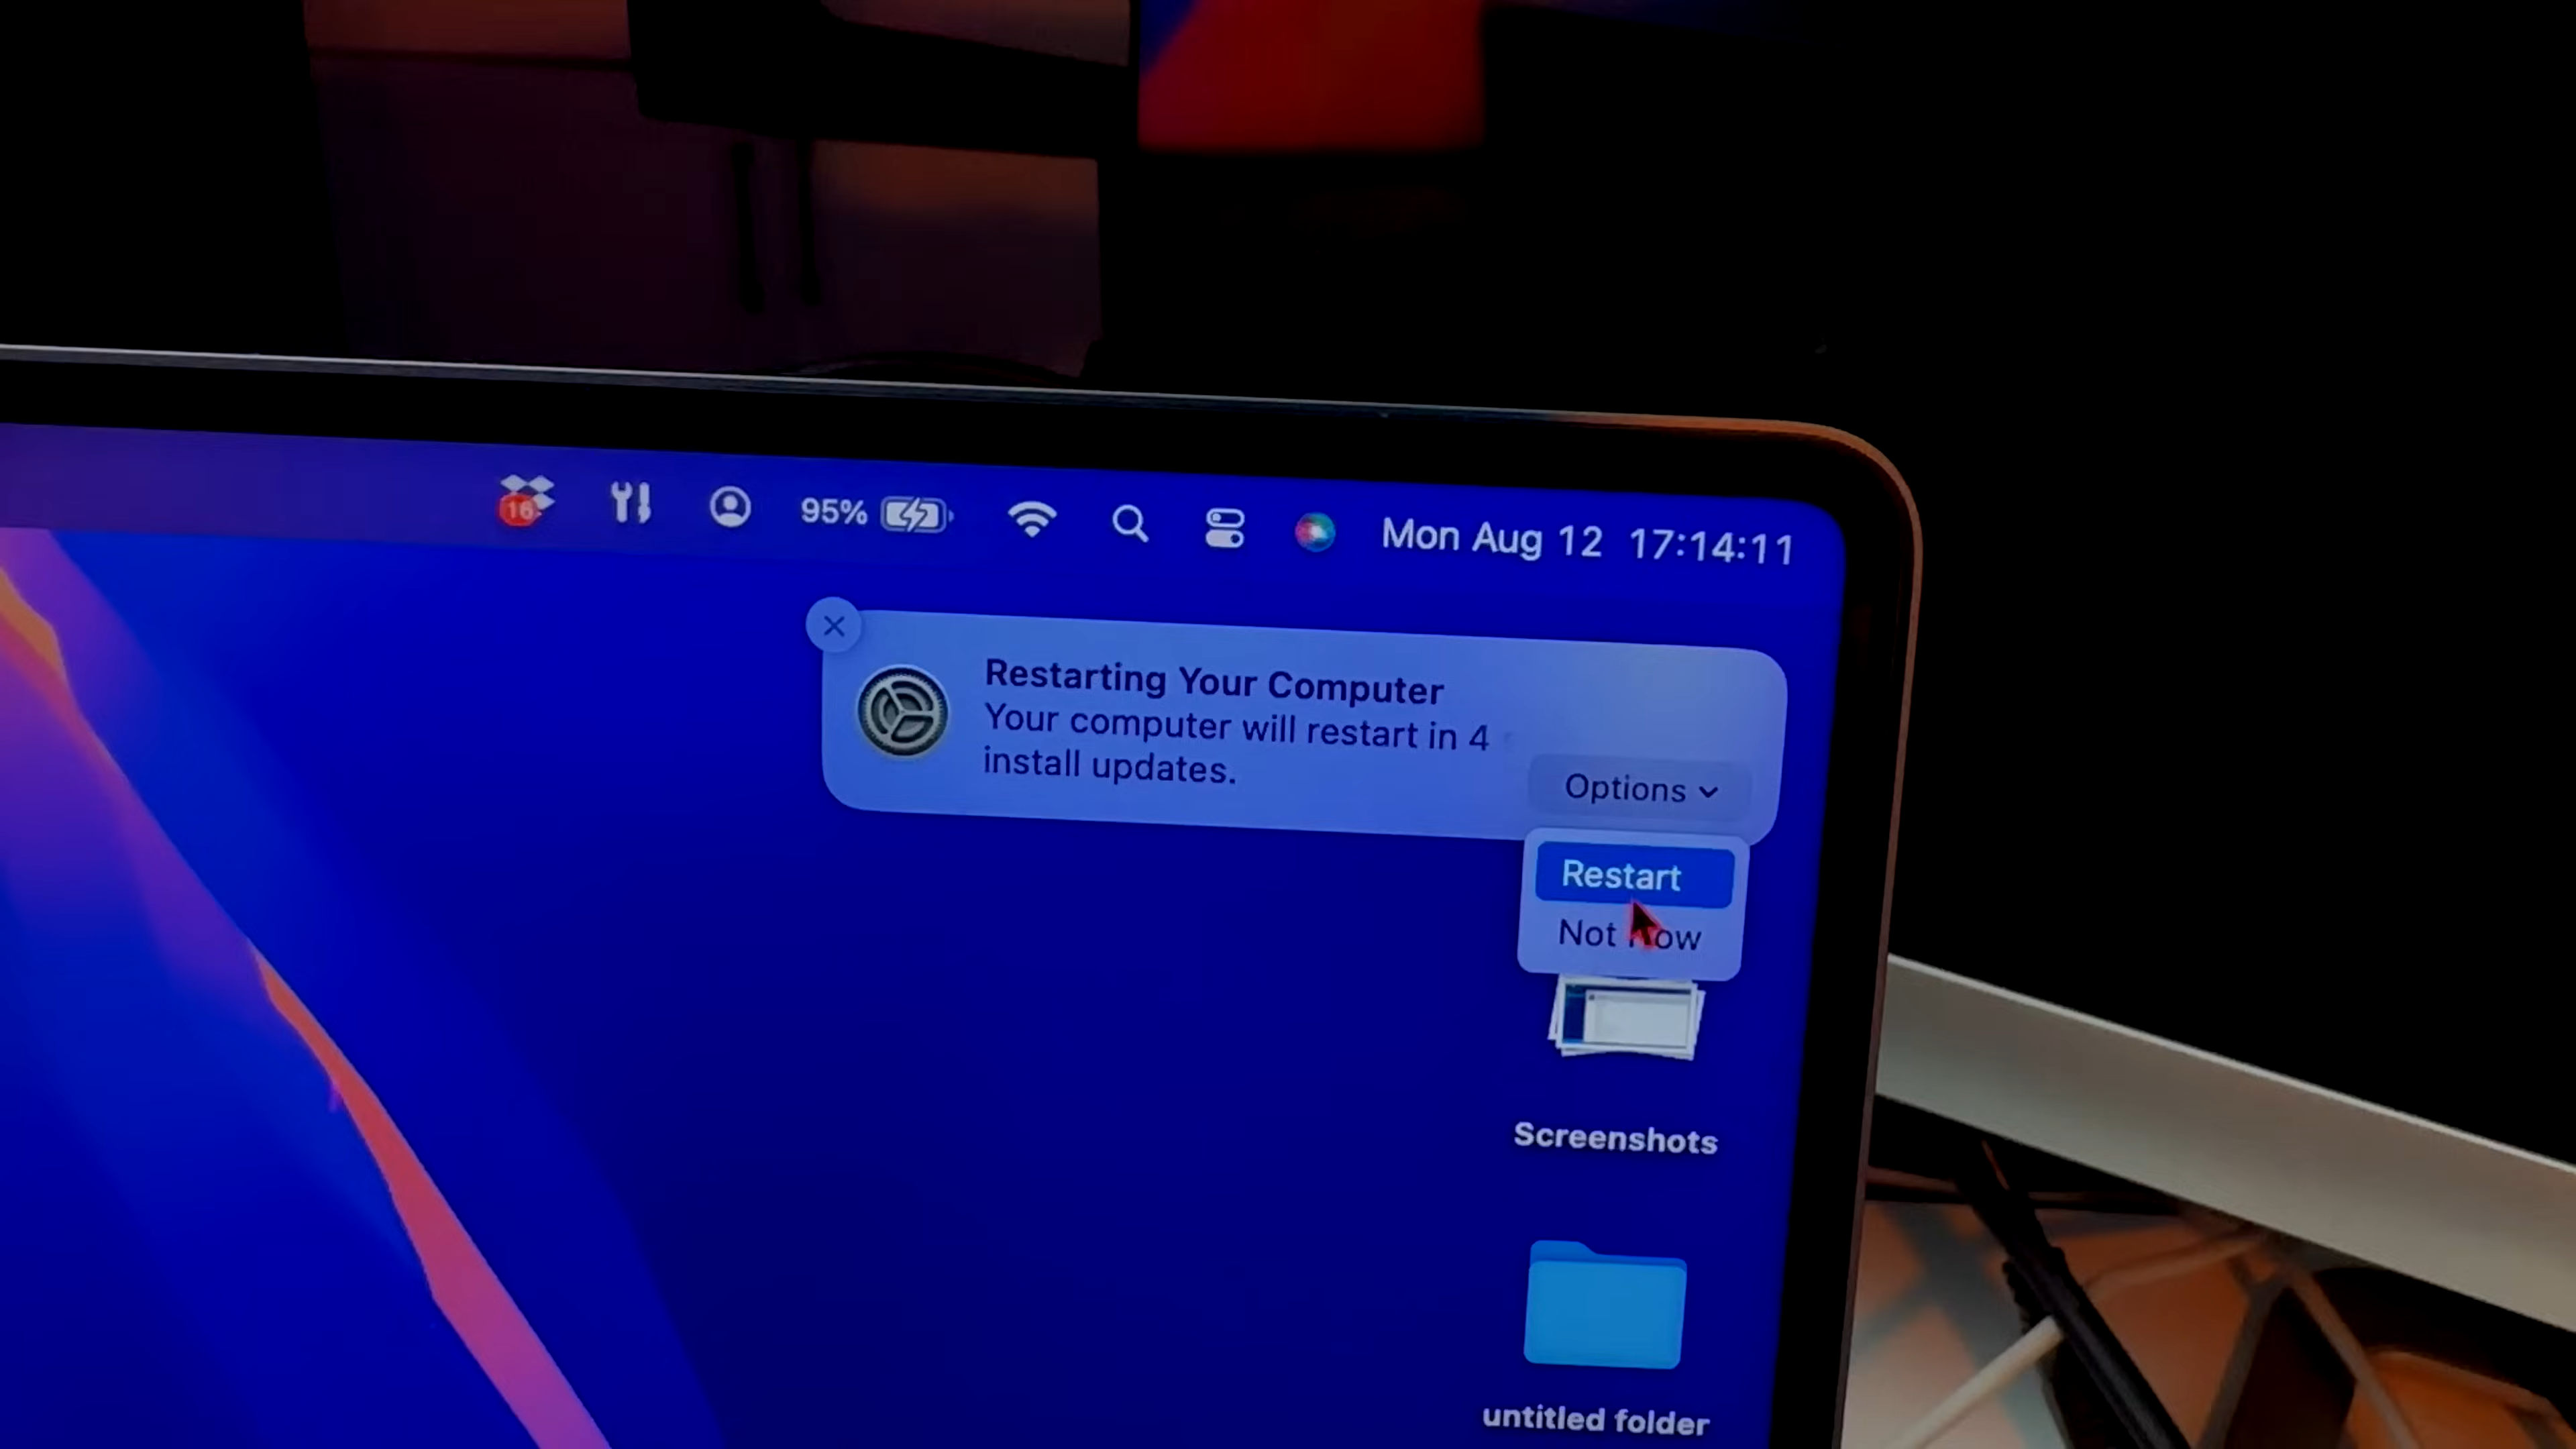 16
95%
Mon Aug 12 17:14:11
Restarting Your Computer
Your computer will restart in 4
install updates.
Options
Restart
Not Now
Screenshots
untitled folder